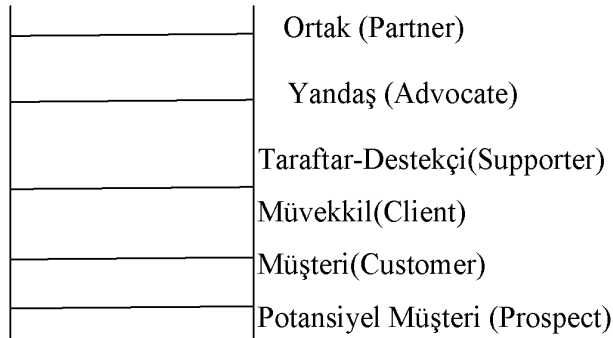 Ortak (Partner)
Yandaş (Advocate)
Taraftar-Destekçi(Supporter)
Müvekkil(Client)
Müşteri(Customer)
Potansiyel Müşteri (Prospect)